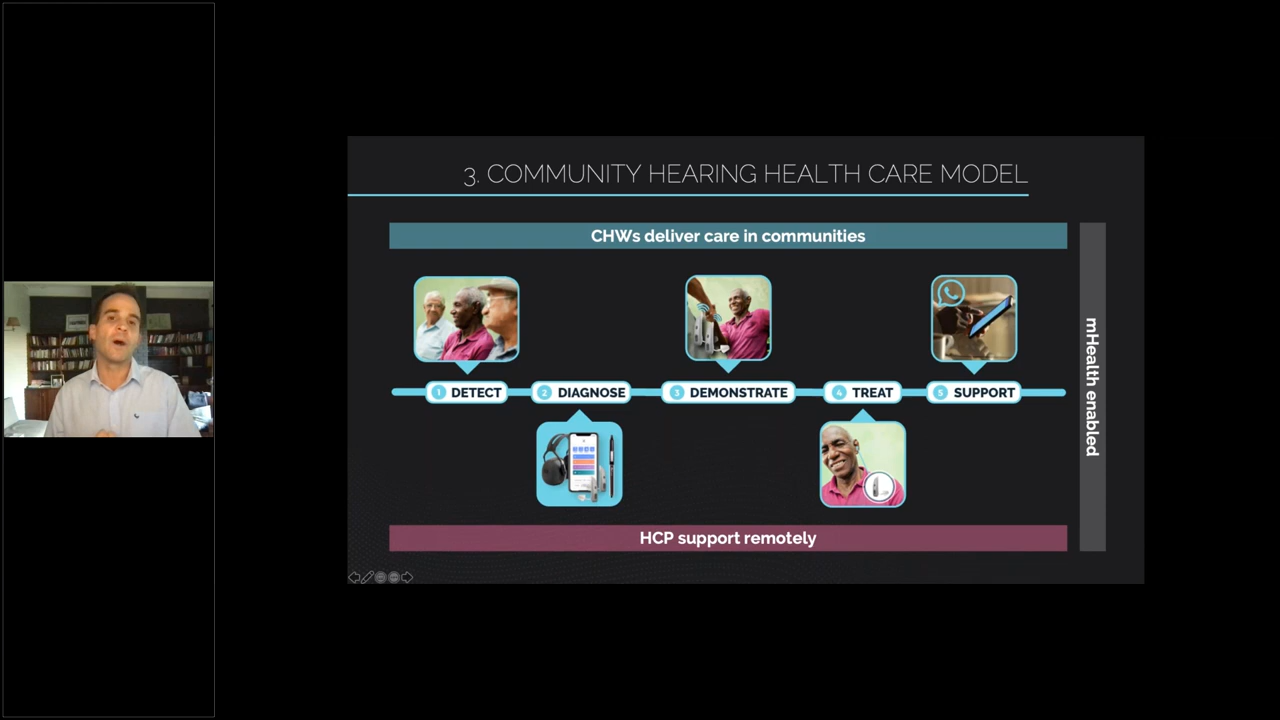 3. COMMUNITY HEARING HEALTH CARE MODEL
CHWs deliver care in communities
1 DETECT
2 DIAGNOSE
3 DEMONSTRATE
4 TREAT
5 SUPPORT
HCP support remotely
mHealth enabled